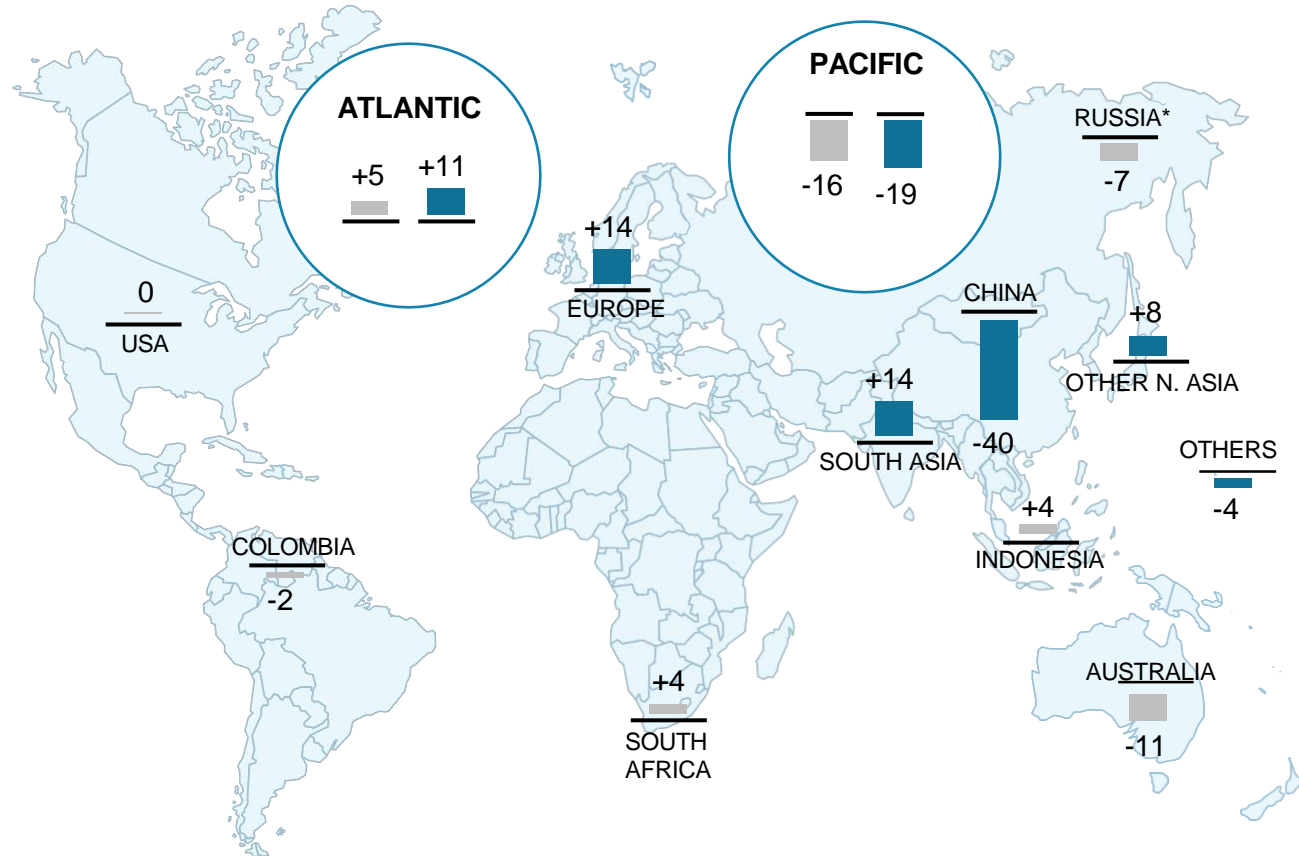 ATLANTIC
+5
+11
PACIFIC
-16
-19
RUSSIA*
-7
+14
EUROPE
0
USA
CHINA
-40
+8
OTHER N. ASIA
+14
SOUTH ASIA
OTHERS
-4
+4
INDONESIA
COLOMBIA
-2
+4
SOUTH
AFRICA
AUSTRALIA
-11